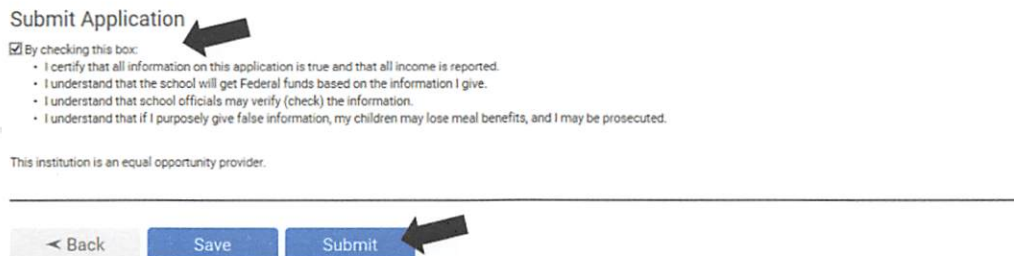 Submit Application
By checking this box:
• I certify that all information on this application is true and that all income is reported.
• I understand that the school will get Federal funds based on the information I give.
• I understand that school officials may verify (check) the information.
• I understand that if I purposely give false information, my children may lose meal benefits, and I may be prosecuted.
This institution is an equal opportunity provider.
Back Save Submit